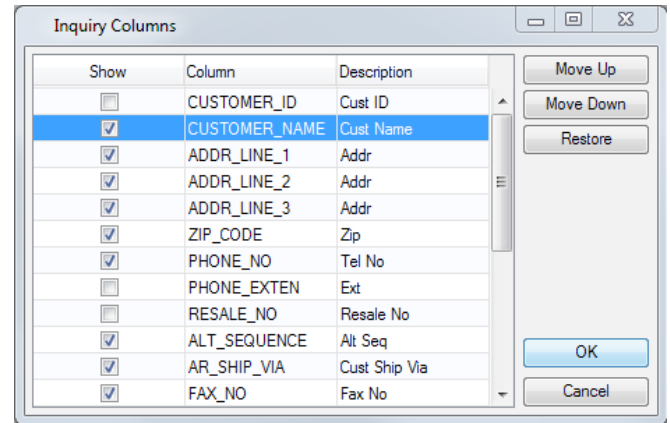 Inquiry Columns
Show Column Description
CUSTOMER_ID Cust ID
CUSTOMER_NAME Cust Name
ADDR_LINE_1 Addr
ADDR_LINE_2 Addr
ADDR_LINE_3 Addr
ZIP_CODE Zip
PHONE_NO Tel No
PHONE_EXTEN Ext
RESALE_NO Resale No
ALT_SEQUENCE Alt Seq
AR_SHIP_VIA Cust Ship Via
FAX_NO Fax No
Move Up
Move Down
Restore
OK
Cancel